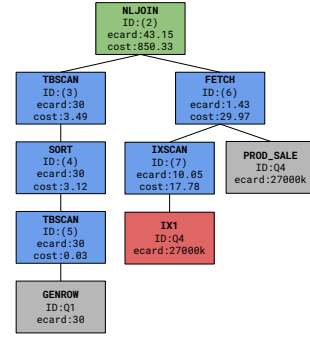 NLJOIN
ID:(2)
ecard:43.15
cost:850.33
TBSCAN
ID:(3)
ecard:30
cost:3.49
FETCH
ID:(6)
ecard:1.43
cost:29.97
SORT
ID:(4)
ecard:30
cost:3.12
IXSCAN
ID:(7)
ecard:10.05
cost:17.78
PROD_SALE
ID:Q4
ecard:27000k
TBSCAN
ID:(5)
ecard:30
cost:0.03
IX1
ID:Q4
ecard:27000k
GENROW
ID:Q1
ecard:30